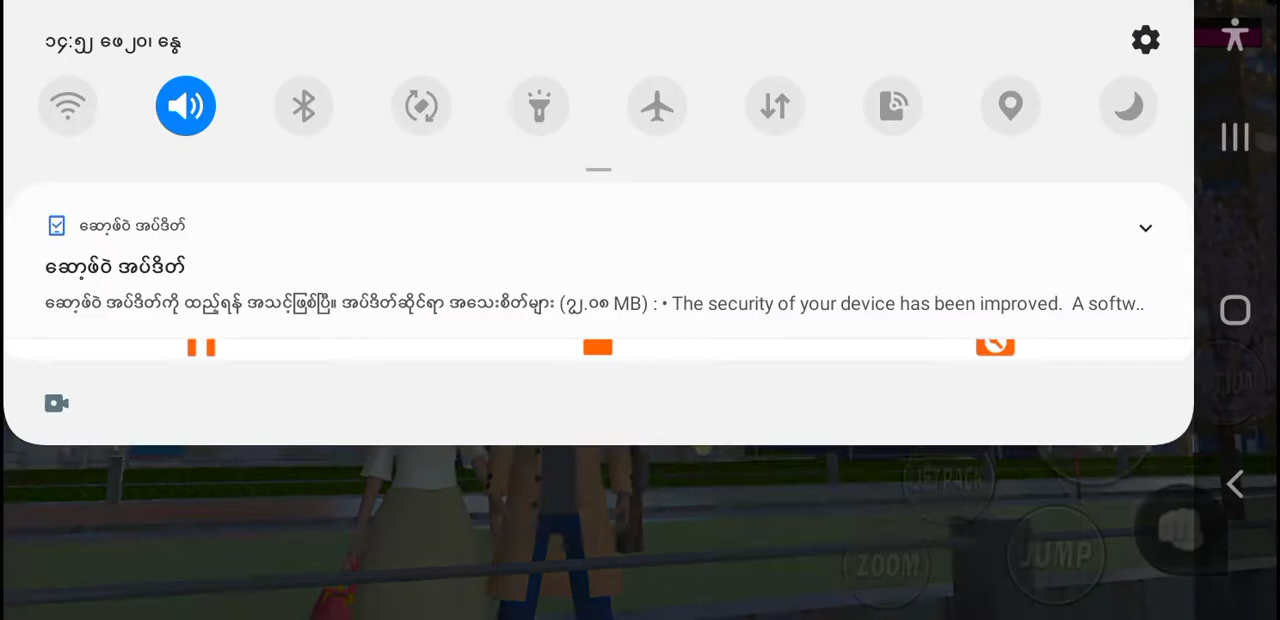 ၁၄:၅၂ ဖေ၂၀၊ နွေ
ဆော့ဖ်ဝဲ အပ်ဒိတ်
ဆော့ဖ်ဝဲ အပ်ဒိတ်
ဆော့ဖ်ဝဲ အပ်ဒိတ်ကို ထည့်ရန် အသင့်ဖြစ်ပြီ။ အပ်ဒိတ်ဆိုင်ရာ အသေးစိတ်များ (၇၂.၀၈ MB) : • The security of your device has been improved. A softw..
JETPACK
ZOOM
JUMP